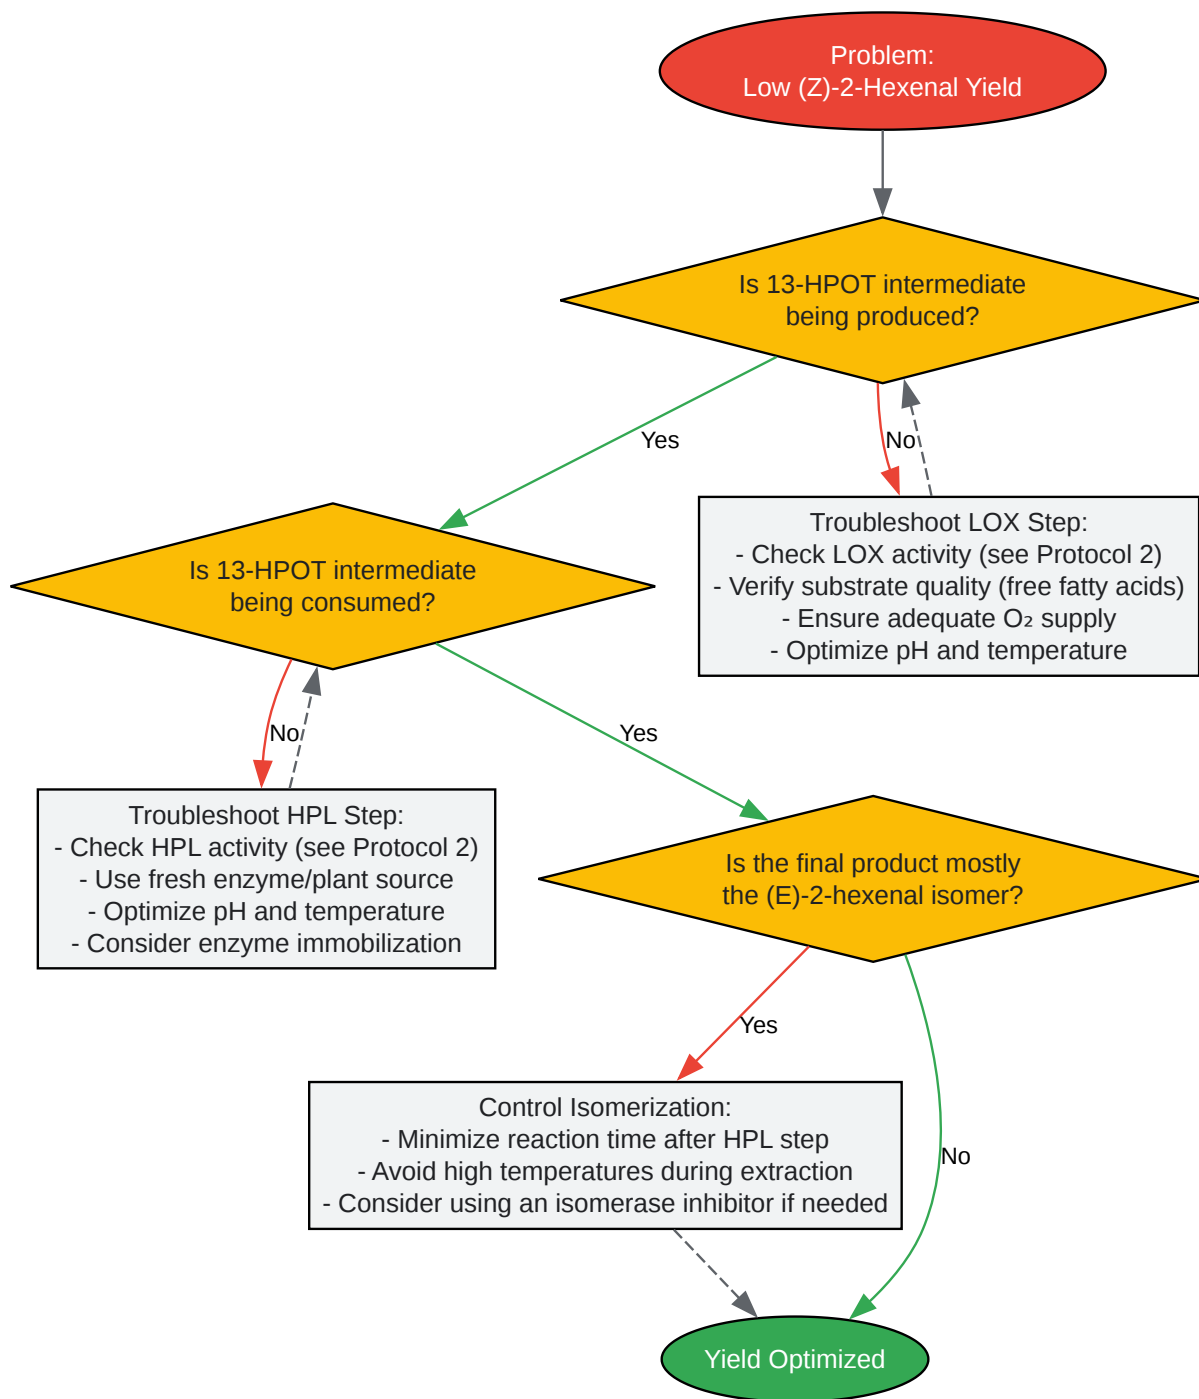 Problem:
Low (Z)-2-Hexenal Yield
Is 13-HPOT intermediate
being produced?
Yes
No
Troubleshoot LOX Step:
- Check LOX activity (see Protocol 2)
- Verify substrate quality (free fatty acids)
- Ensure adequate O₂ supply
- Optimize pH and temperature
Is 13-HPOT intermediate
being consumed?
No
Yes
Troubleshoot HPL Step:
- Check HPL activity (see Protocol 2)
- Use fresh enzyme/plant source
- Optimize pH and temperature
- Consider enzyme immobilization
Is the final product mostly
the (E)-2-hexenal isomer?
Yes
No
Control Isomerization:
- Minimize reaction time after HPL step
- Avoid high temperatures during extraction
- Consider using an isomerase inhibitor if needed
Yield Optimized